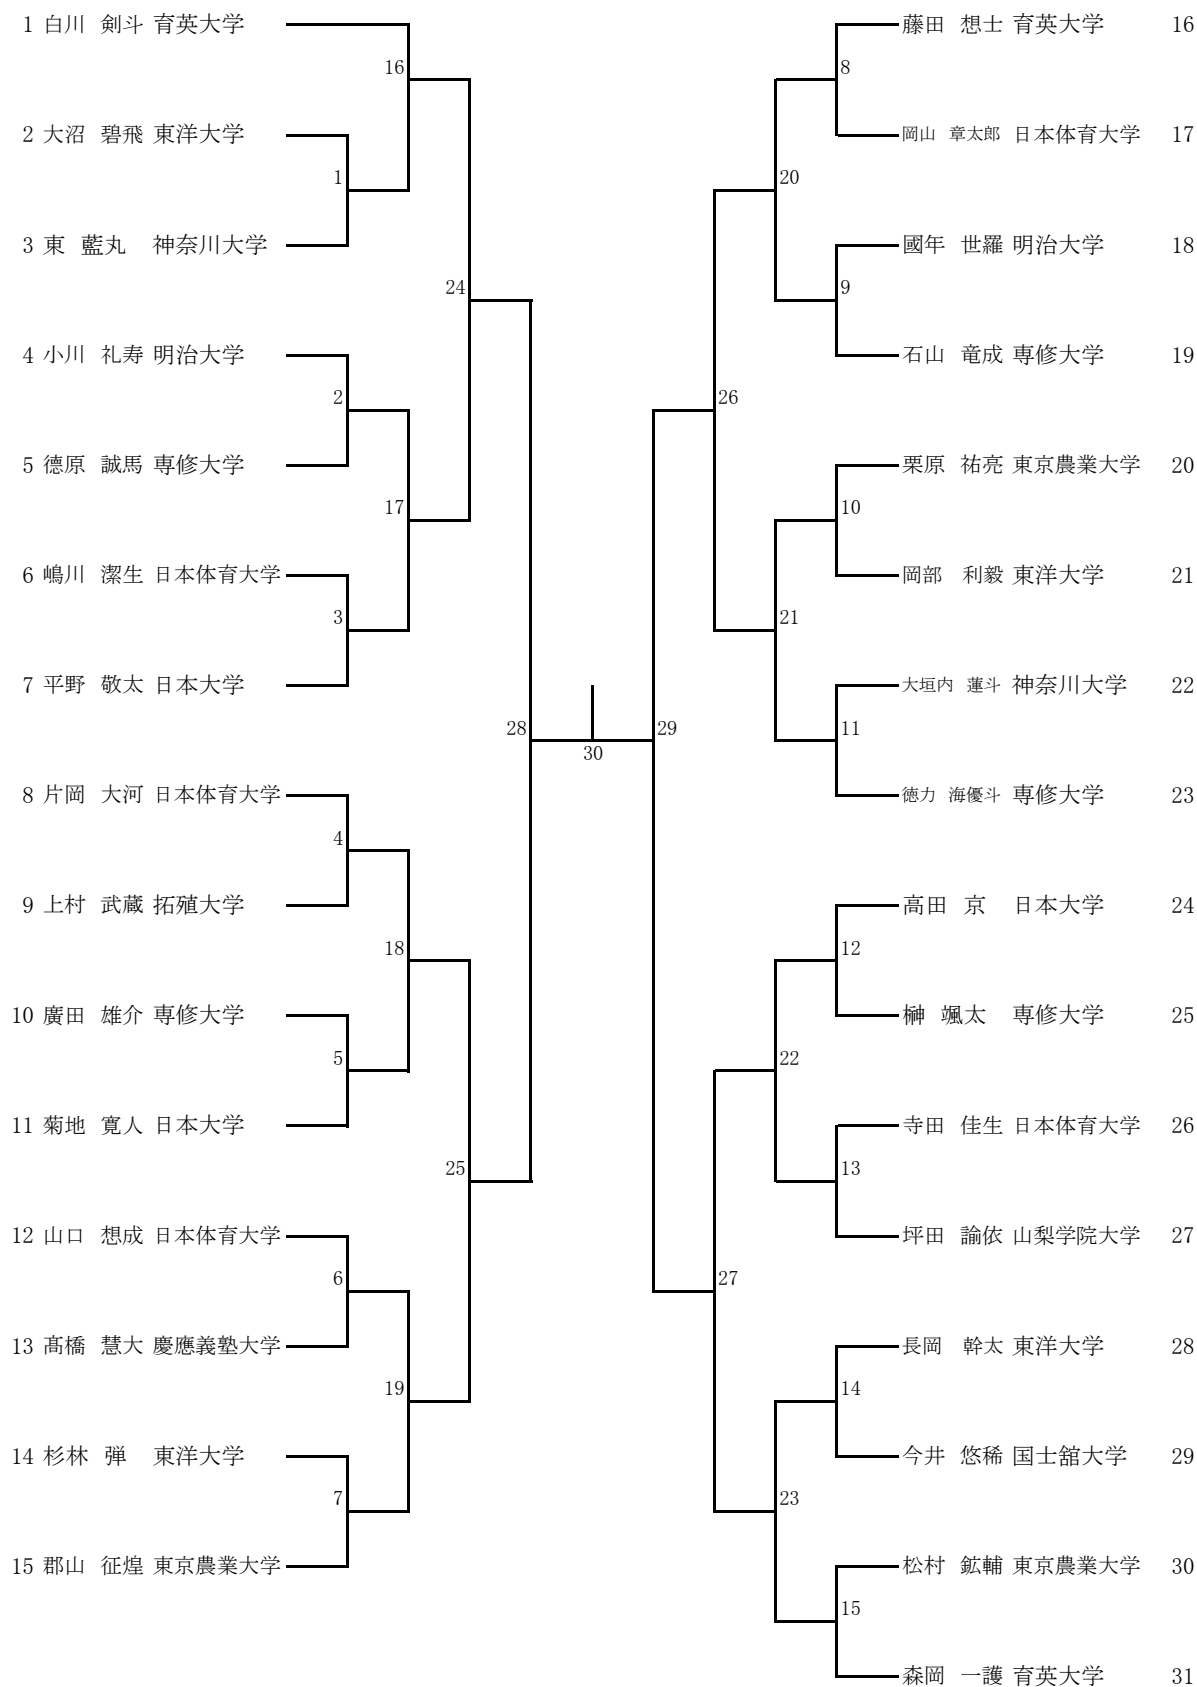 1 白川 剣斗 育英大学
16
2 大沼 碧飛 東洋大学
1
3 東 藍丸 神奈川大学
24
4 小川 礼寿 明治大学
2
5 德原 誠馬 専修大学
17
6 嶋川 潔生 日本体育大学
3
7 平野 敬太 日本大学
28
8 片岡 大河 日本体育大学
4
9 上村 武蔵 拓殖大学
18
10 廣田 雄介 専修大学
5
11 菊地 寛人 日本大学
25
12 山口 想成 日本体育大学
6
13 髙橋 慧大 慶應義塾大学
19
14 杉林 弾 東洋大学
7
15 郡山 征煌 東京農業大学
30
藤田 想士 育英大学 16
8
岡山 章太郎 日本体育大学 17
20
國年 世羅 明治大学 18
9
石山 竜成 専修大学 19
26
栗原 祐亮 東京農業大学 20
10
岡部 利毅 東洋大学 21
21
大垣内 蓮斗 神奈川大学 22
29
11
徳力 海優斗 専修大学 23
高田 京 日本大学 24
12
榊 颯太 専修大学 25
22
寺田 佳生 日本体育大学 26
13
坪田 諭依 山梨学院大学 27
27
長岡 幹太 東洋大学 28
14
今井 悠稀 国士舘大学 29
23
松村 鉱輔 東京農業大学 30
15
森岡 一護 育英大学 31